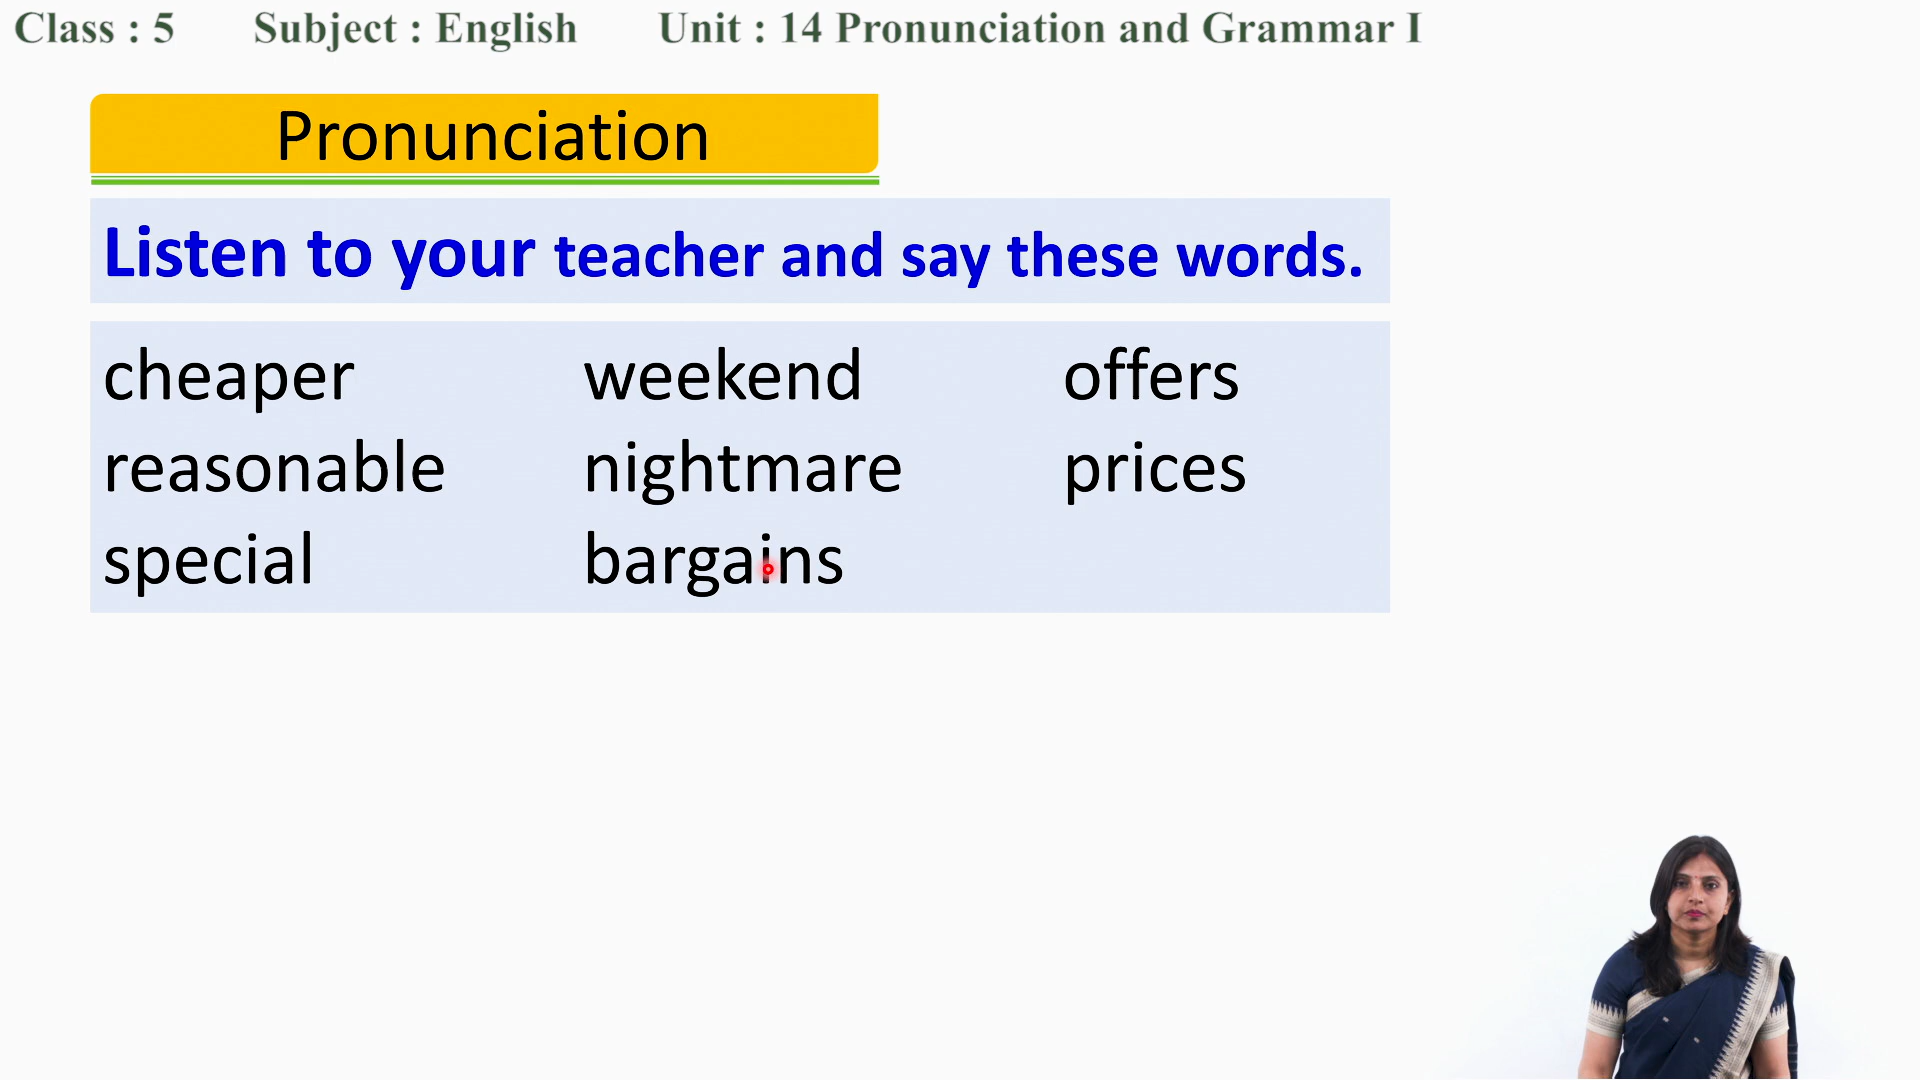 Class : 5 Subject : English Unit : 14 Pronunciation and Grammar I
Pronunciation
Listen to your teacher and say these words.
cheaper weekend offers
reasonable nightmare prices
special bargains